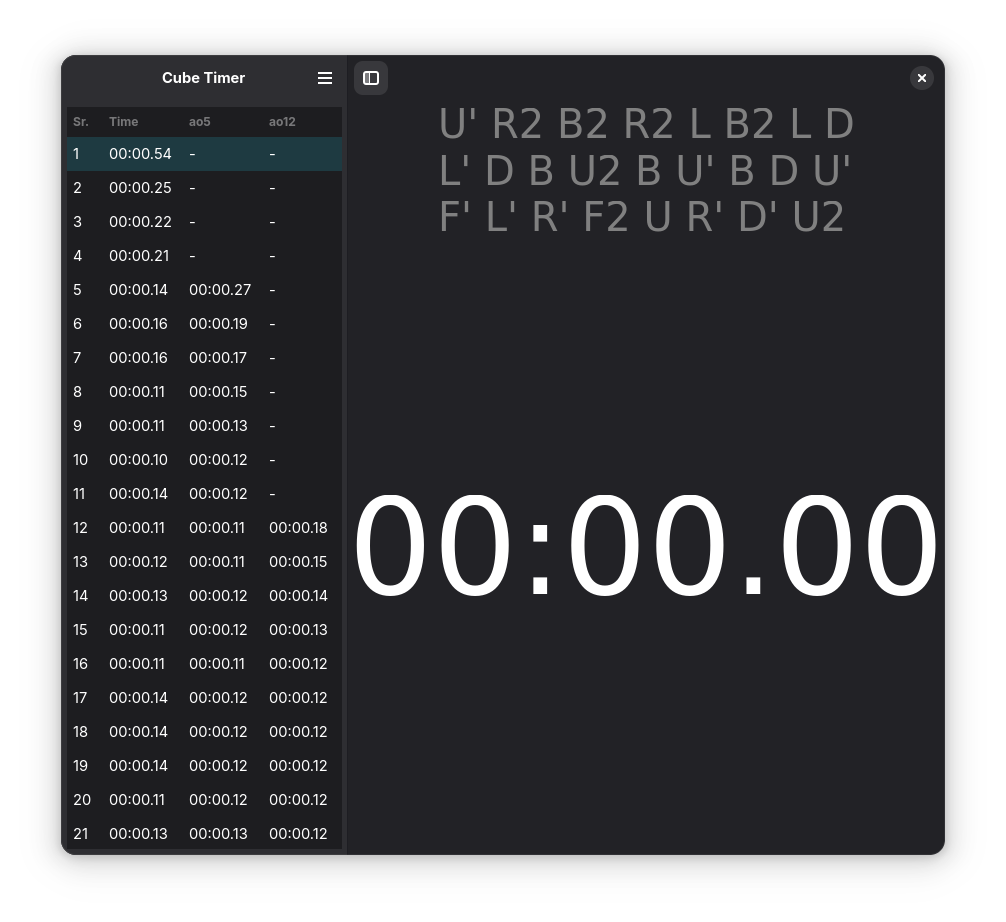 Cube Timer
Sr. Time ao5 ao12
1 00:00.54 - -
2 00:00.25 - -
3 00:00.22 - -
4 00:00.21 - -
5 00:00.14 00:00.27 -
6 00:00.16 00:00.19 -
7 00:00.16 00:00.17 -
8 00:00.11 00:00.15 -
9 00:00.11 00:00.13 -
10 00:00.10 00:00.12 -
11 00:00.14 00:00.12 -
12 00:00.11 00:00.11 00:00.18
13 00:00.12 00:00.11 00:00.15
14 00:00.13 00:00.12 00:00.14
15 00:00.11 00:00.12 00:00.13
16 00:00.11 00:00.11 00:00.12
17 00:00.14 00:00.12 00:00.12
18 00:00.14 00:00.12 00:00.12
19 00:00.14 00:00.12 00:00.12
20 00:00.11 00:00.12 00:00.12
21 00:00.13 00:00.13 00:00.12
U' R2 B2 R2 L B2 L D
L' D B U2 B U' B D U'
F' L' R' F2 U R' D' U2
00:00.00